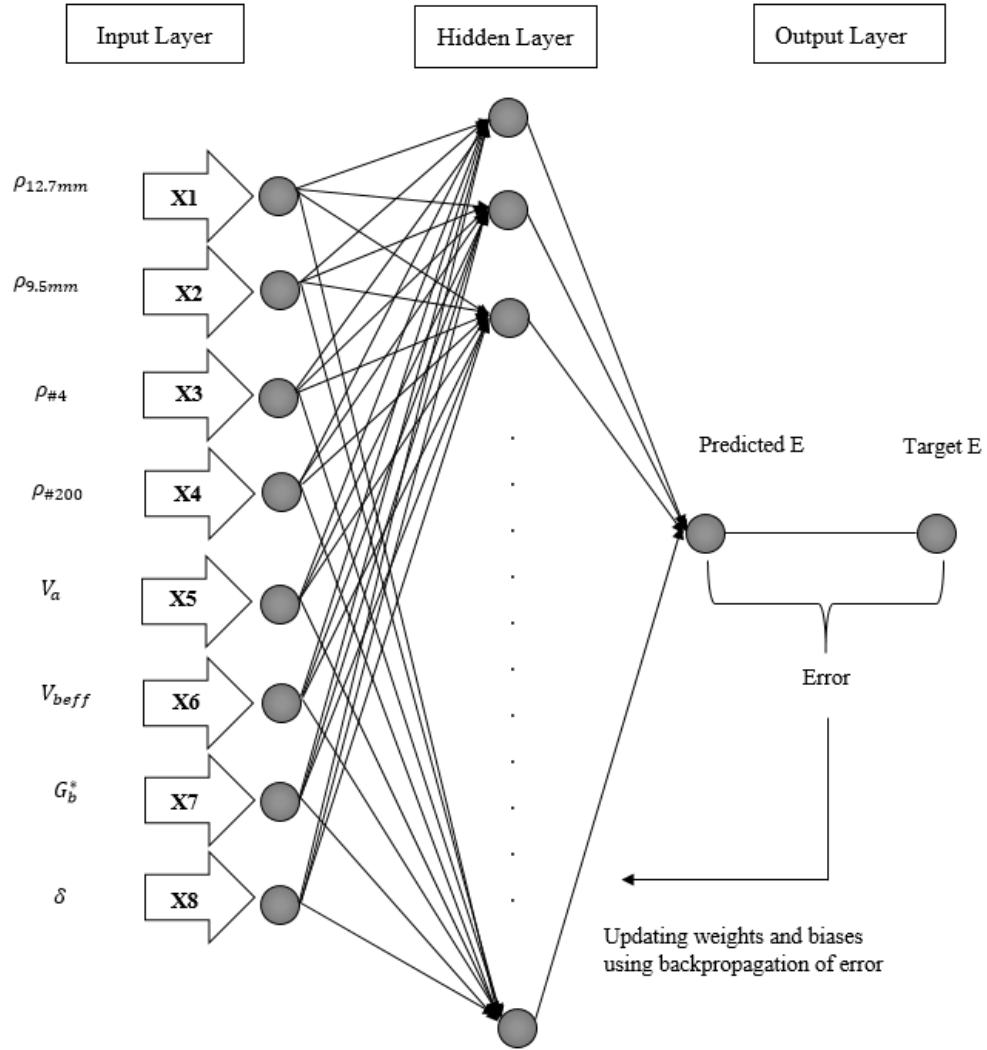 Input Layer
Hidden Layer
Output Layer
ρ12.7mm
X1
ρ9.5mm
X2
ρ#4
X3
ρ#200
X4
Va
X5
Vbeff
X6
G*b
X7
δ
X8
Predicted E
Target E
Error
Updating weights and biases
using backpropagation of error